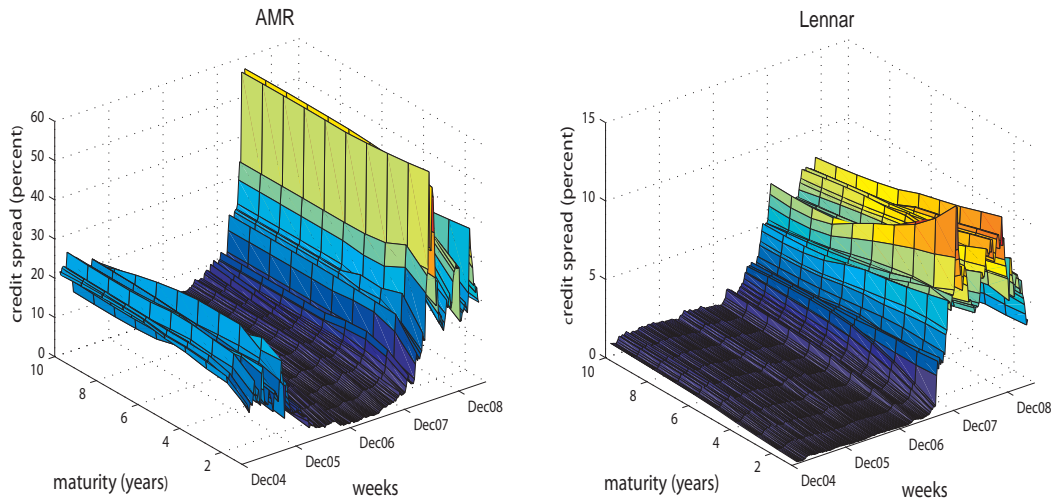 AMR
credit spread (percent)
60
50
40
30
20
10
0
10
8
6
4
2
maturity (years)
Dec04
Dec05
Dec06
Dec07
Dec08
weeks
Lennar
credit spread (percent)
15
10
5
0
10
8
6
4
2
maturity (years)
Dec04
Dec05
Dec06
Dec07
Dec08
weeks